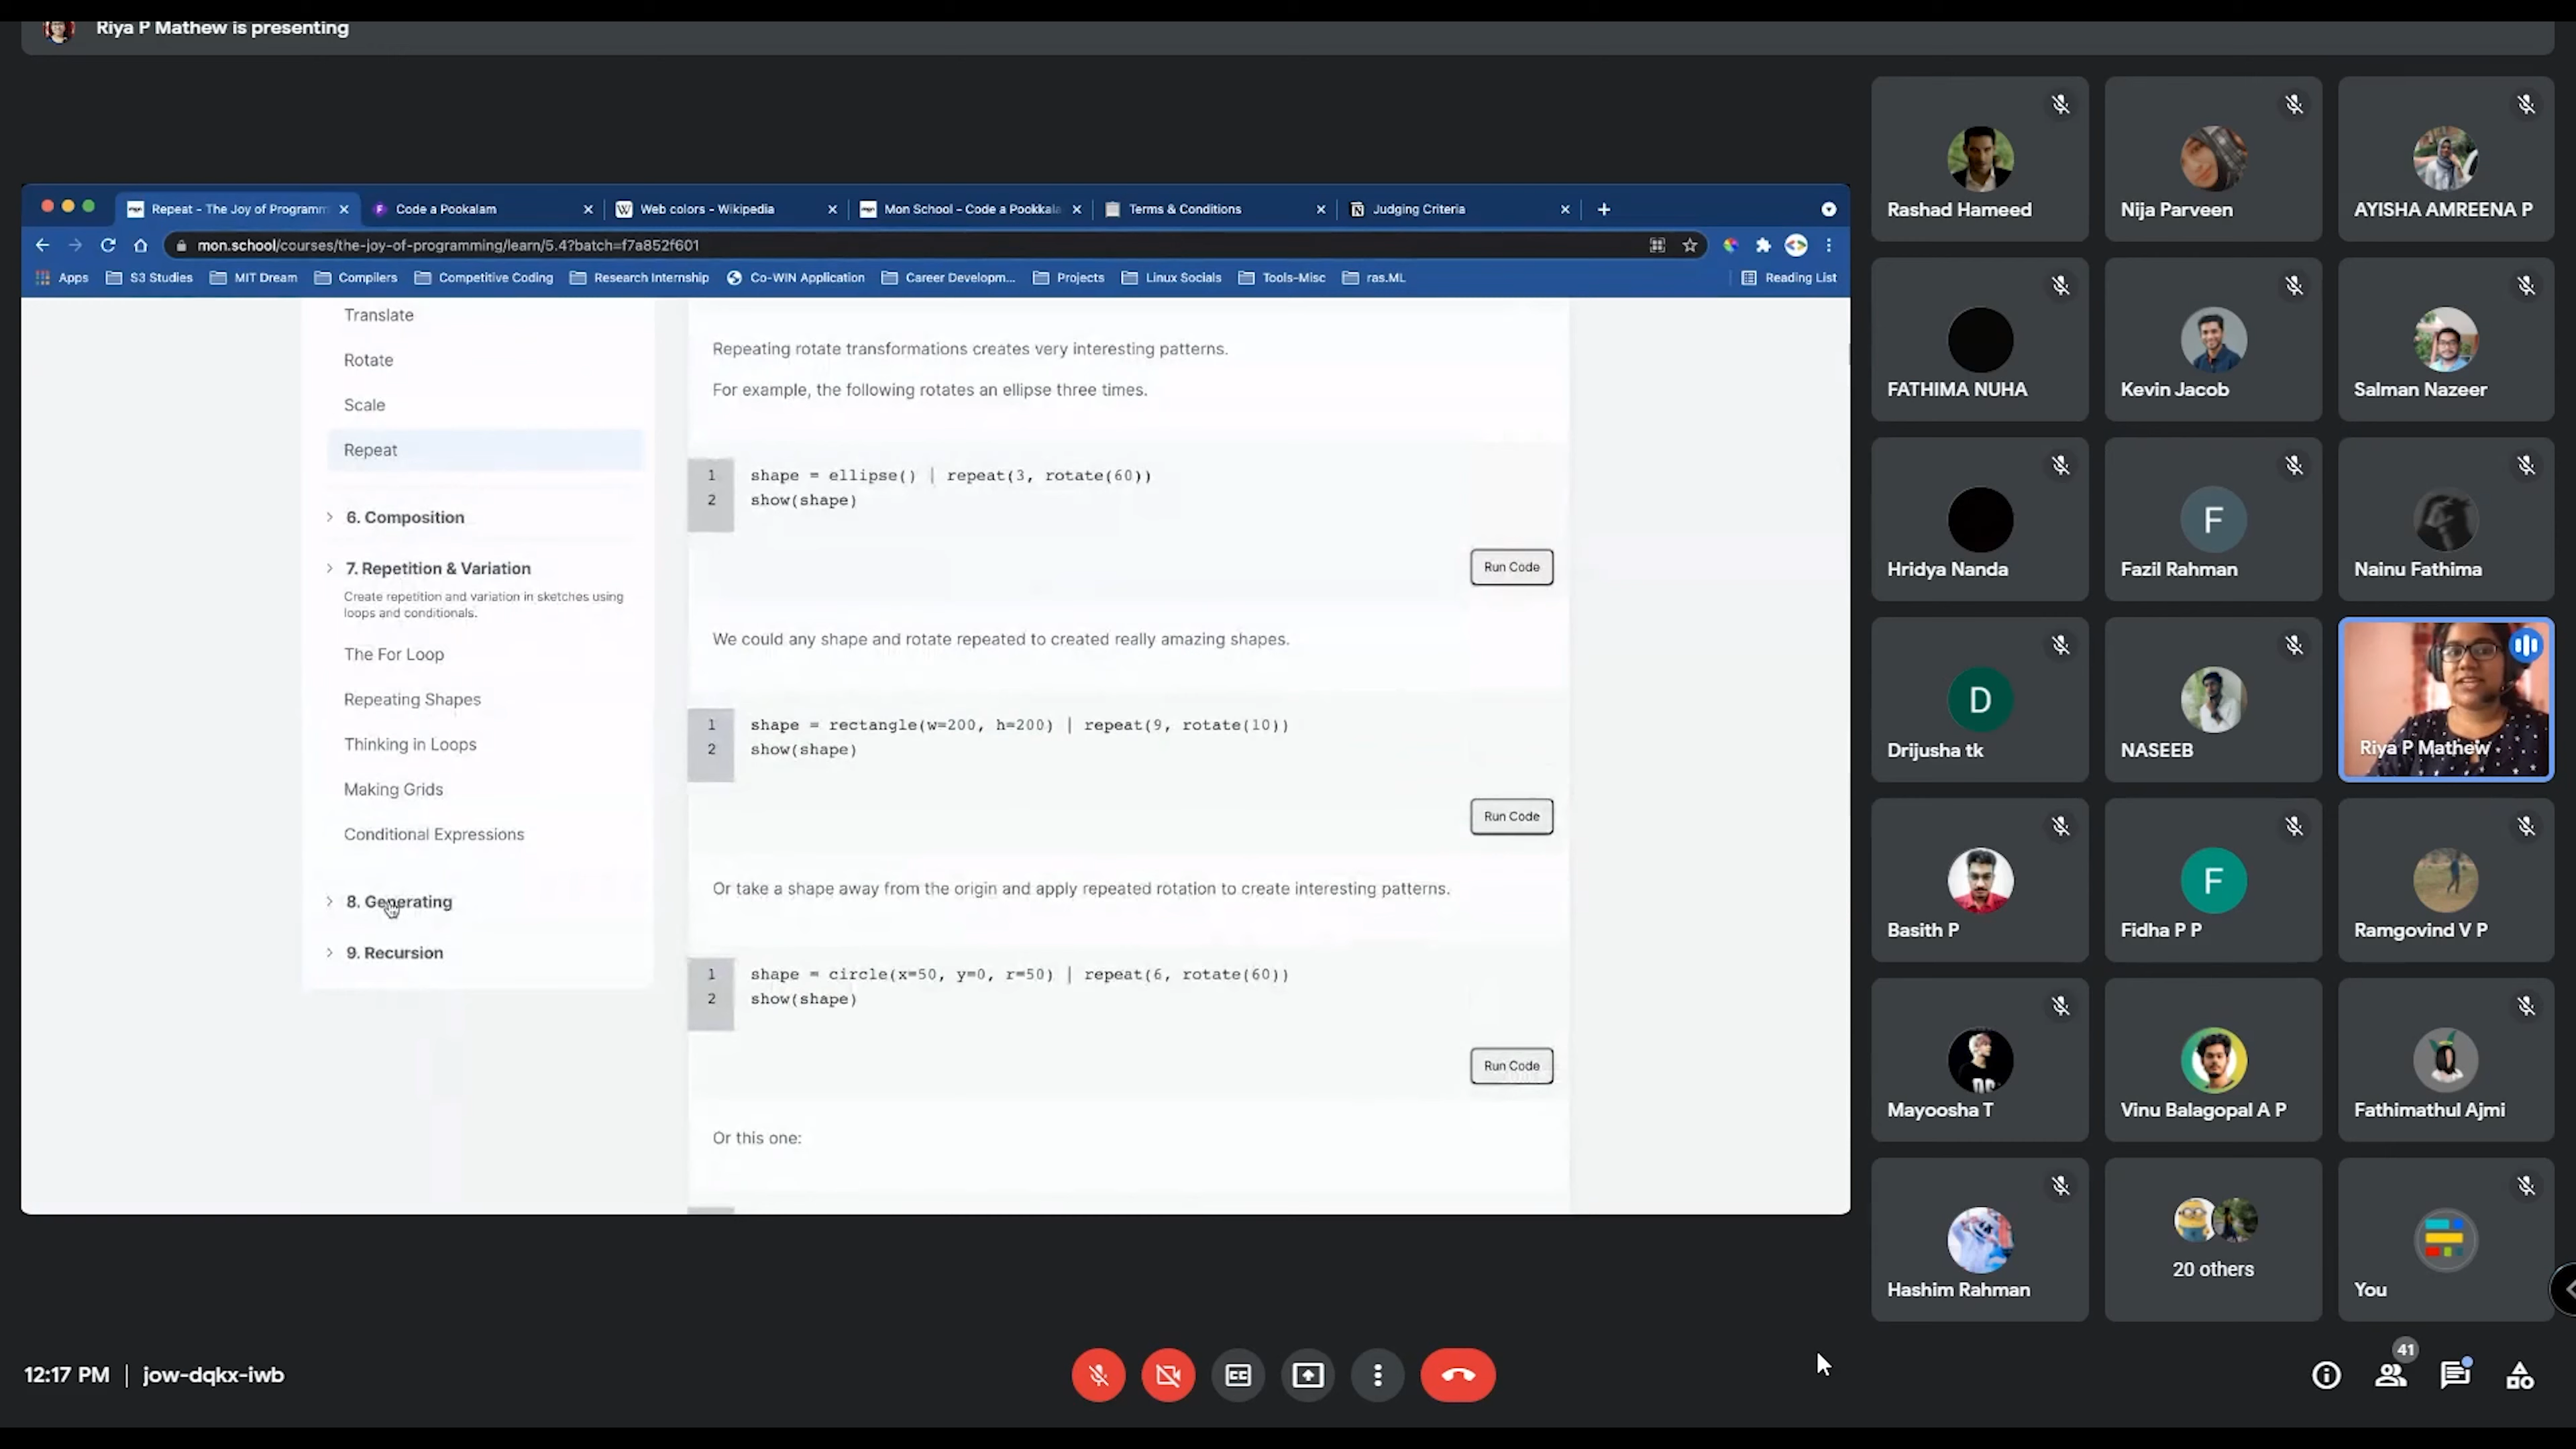 Riya P Mathew is presenting
Repeat - The Joy of Programm
Code a Pookalam
Web colors - Wikipedia
Mon School - Code a Pookkala
Terms & Conditions
Judging Criteria
mon.school/courses/the-joy-of-programming/learn/5.4?batch=f7a852f601
Apps
S3 Studies
MIT Dream
Compilers
Competitive Coding
Research Internship
Co-WIN Application
Career Developm...
Projects
Linux Socials
Tools-Misc
ras.ML
Reading List
Translate
Rotate
Scale
Repeat
6. Composition
7. Repetition & Variation
Create repetition and variation in sketches using
loops and conditionals.
The For Loop
Repeating Shapes
Thinking in Loops
Making Grids
Conditional Expressions
8. Generating
9. Recursion
Repeating rotate transformations creates very interesting patterns.
For example, the following rotates an ellipse three times.
1 shape = ellipse() | repeat(3, rotate(60))
2 show(shape)
Run Code
We could any shape and rotate repeated to created really amazing shapes.
1 shape = rectangle(w=200, h=200) | repeat(9, rotate(10))
2 show(shape)
Run Code
Or take a shape away from the origin and apply repeated rotation to create interesting patterns.
1 shape = circle(x=50, y=0, r=50) | repeat(6, rotate(60))
2 show(shape)
Run Code
Or this one:
Rashad Hameed
Nija Parveen
AYISHA AMREENA P
FATHIMA NUHA
Kevin Jacob
Salman Nazeer
Hridya Nanda
F
Fazil Rahman
Nainu Fathima
D
Drijusha tk
NASEEB
Riya P Mathew
Basith P
F
Fidha P P
Ramgovind V P
Mayoosha T
Vinu Balagopal A P
Fathimathul Ajmi
Hashim Rahman
20 others
You
12:17 PM | jow-dqkx-iwb
CC
41